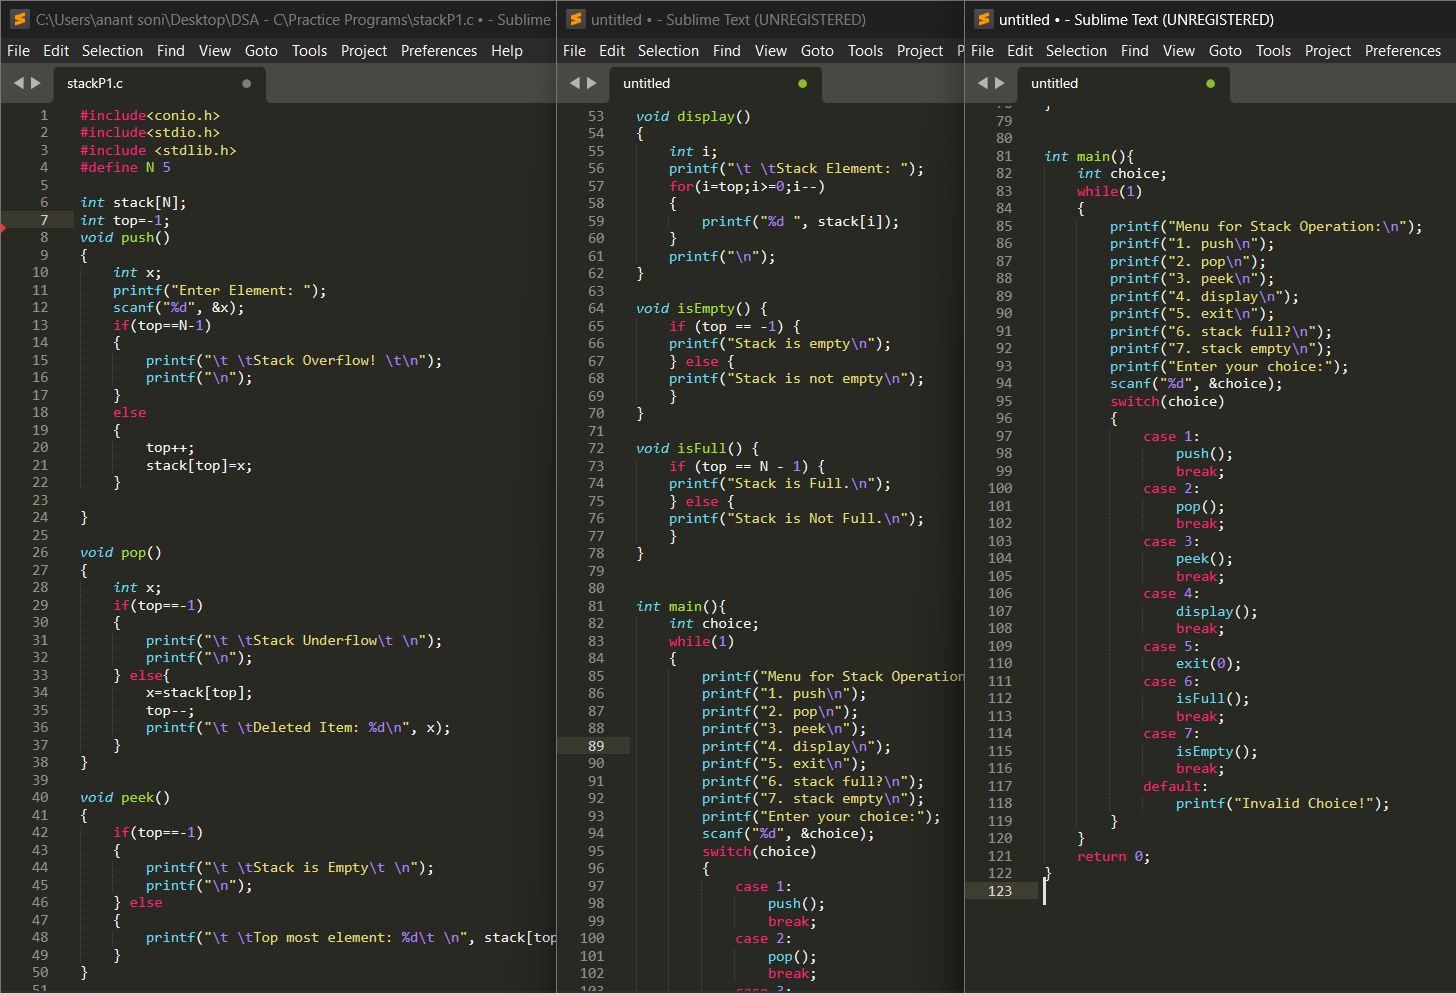 C:\Users\anant soni\Desktop\DSA - C\Practice Programs\stackP1.c • - Sublime
File Edit Selection Find View Goto Tools Project Preferences Help
stackP1.c
1 #include<conio.h>
2 #include<stdio.h>
3 #include <stdlib.h>
4 #define N 5
5
6 int stack[N];
7 int top=-1;
8 void push()
9 {
10 int x;
11 printf("Enter Element: ");
12 scanf("%d", &x);
13 if(top==N-1)
14 {
15 printf("\t \tStack Overflow! \t\n");
16 printf("\n");
17 }
18 else
19 {
20 top++;
21 stack[top]=x;
22 }
23
24 }
25
26 void pop()
27 {
28 int x;
29 if(top==-1)
30 {
31 printf("\t \tStack Underflow\t \n");
32 printf("\n");
33 } else{
34 x=stack[top];
35 top--;
36 printf("\t \tDeleted Item: %d\n", x);
37 }
38 }
39
40 void peek()
41 {
42 if(top==-1)
43 {
44 printf("\t \tStack is Empty\t \n");
45 printf("\n");
46 } else
47 {
48 printf("\t \tTop most element: %d\t \n", stack[top
49 }
50 }
51
untitled • - Sublime Text (UNREGISTERED)
File Edit Selection Find View Goto Tools Project P
untitled
53 void display()
54 {
55 int i;
56 printf("\t \tStack Element: ");
57 for(i=top;i>=0;i--)
58 {
59 printf("%d ", stack[i]);
60 }
61 printf("\n");
62 }
63
64 void isEmpty() {
65 if (top == -1) {
66 printf("Stack is empty\n");
67 } else {
68 printf("Stack is not empty\n");
69 }
70 }
71
72 void isFull() {
73 if (top == N - 1) {
74 printf("Stack is Full.\n");
75 } else {
76 printf("Stack is Not Full.\n");
77 }
78 }
79
80
81 int main(){
82 int choice;
83 while(1)
84 {
85 printf("Menu for Stack Operation
86 printf("1. push\n");
87 printf("2. pop\n");
88 printf("3. peek\n");
89 printf("4. display\n");
90 printf("5. exit\n");
91 printf("6. stack full?\n");
92 printf("7. stack empty\n");
93 printf("Enter your choice:");
94 scanf("%d", &choice);
95 switch(choice)
96 {
97 case 1:
98 push();
99 break;
100 case 2:
101 pop();
102 break;
103 case 3:
untitled • - Sublime Text (UNREGISTERED)
File Edit Selection Find View Goto Tools Project Preferences
untitled
78 }
79
80
81 int main(){
82 int choice;
83 while(1)
84 {
85 printf("Menu for Stack Operation:\n");
86 printf("1. push\n");
87 printf("2. pop\n");
88 printf("3. peek\n");
89 printf("4. display\n");
90 printf("5. exit\n");
91 printf("6. stack full?\n");
92 printf("7. stack empty\n");
93 printf("Enter your choice:");
94 scanf("%d", &choice);
95 switch(choice)
96 {
97 case 1:
98 push();
99 break;
100 case 2:
101 pop();
102 break;
103 case 3:
104 peek();
105 break;
106 case 4:
107 display();
108 break;
109 case 5:
110 exit(0);
111 case 6:
112 isFull();
113 break;
114 case 7:
115 isEmpty();
116 break;
117 default:
118 printf("Invalid Choice!");
119 }
120 }
121 return 0;
122 }
123